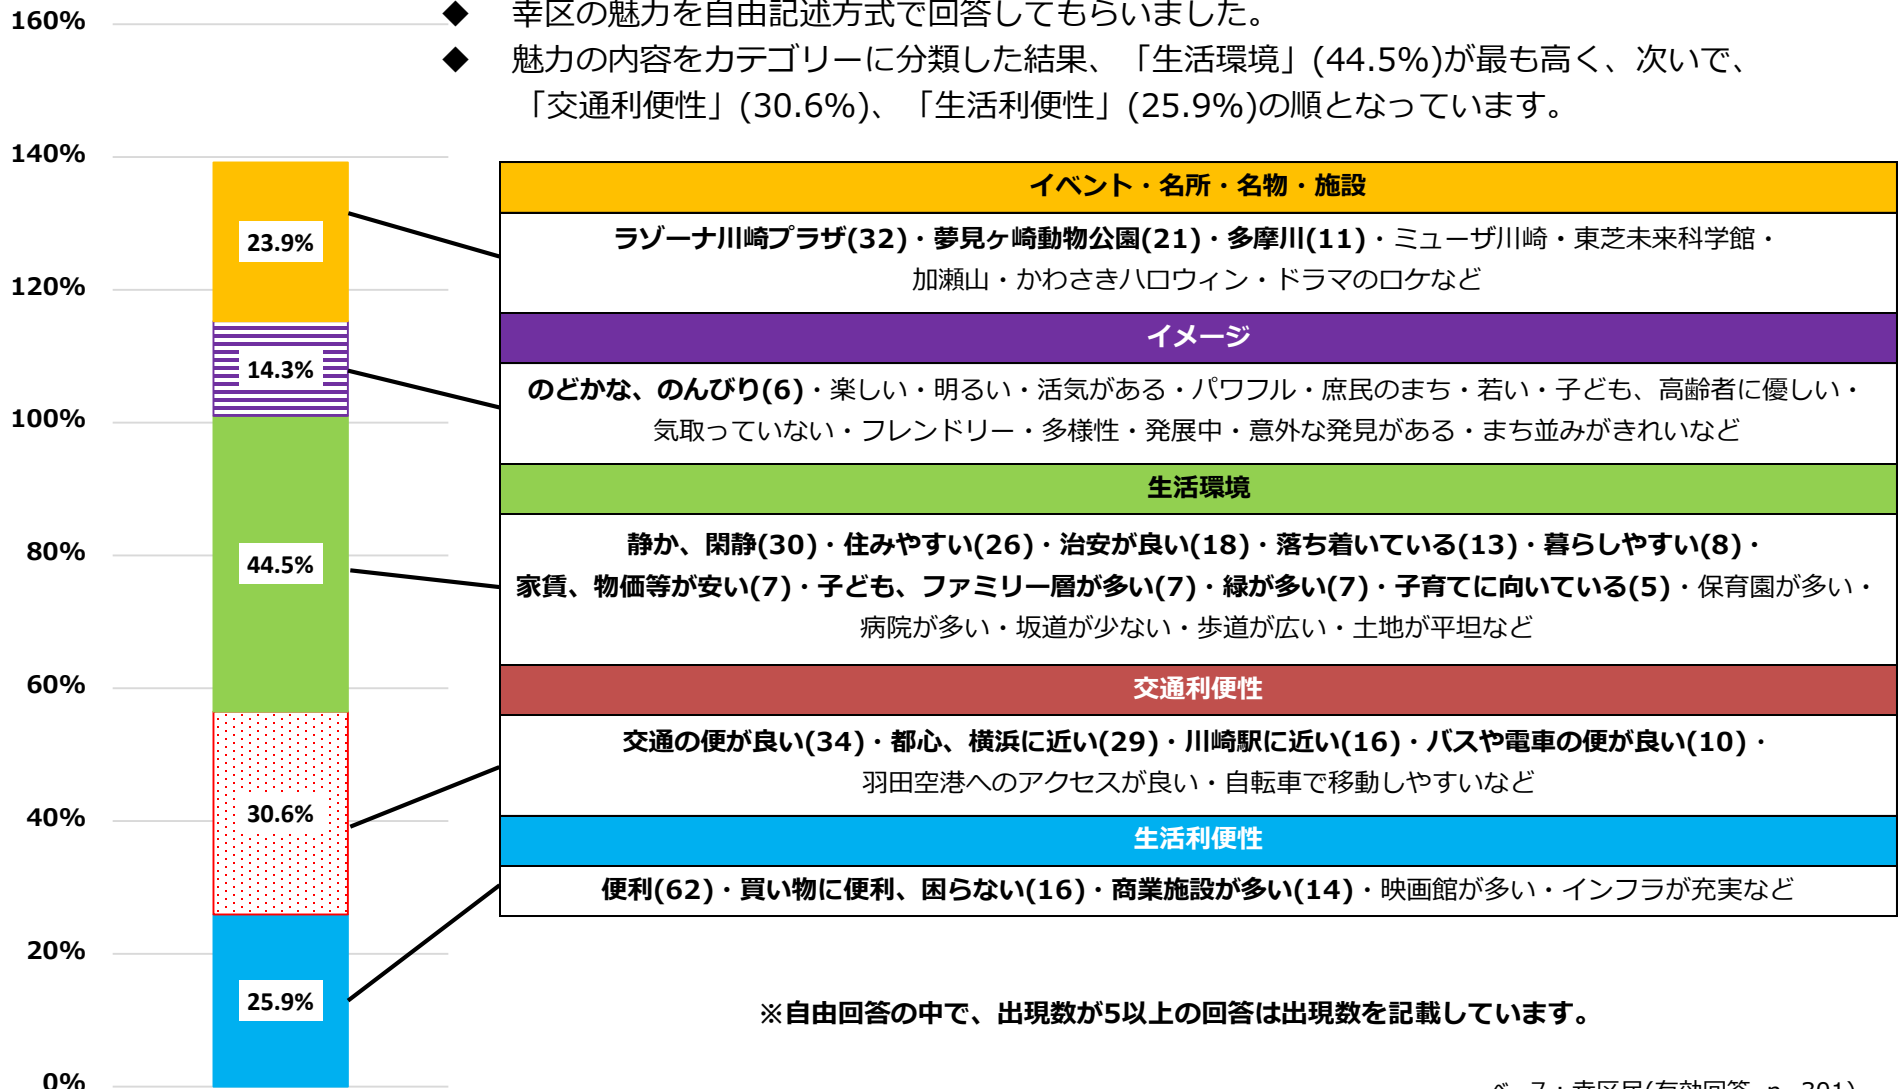 ◆ 幸区の魅力を自由記述方式で回答してもらいました。
◆ 魅力の内容をカテゴリーに分類した結果、「生活環境」(44.5%)が最も高く、次いで、
「交通利便性」(30.6%)、「生活利便性」(25.9%)の順となっています。
160%
140%
120%
100%
80%
60%
40%
20%
0%
23.9%
14.3%
44.5%
30.6%
25.9%
イベント・名所・名物・施設
ラゾーナ川崎プラザ(32)・夢見ヶ崎動物公園(21)・多摩川(11)・ミューザ川崎・東芝未来科学館・
加瀬山・かわさきハロウィン・ドラマのロケなど
イメージ
のどかな、のんびり(6)・楽しい・明るい・活気がある・パワフル・庶民のまち・若い・子ども、高齢者に優しい・
気取っていない・フレンドリー・多様性・発展中・意外な発見がある・まち並みがきれいなど
生活環境
静か、閑静(30)・住みやすい(26)・治安が良い(18)・落ち着いている(13)・暮らしやすい(8)・
家賃、物価等が安い(7)・子ども、ファミリー層が多い(7)・緑が多い(7)・子育てに向いている(5)・保育園が多い・
病院が多い・坂道が少ない・歩道が広い・土地が平坦など
交通利便性
交通の便が良い(34)・都心、横浜に近い(29)・川崎駅に近い(16)・バスや電車の便が良い(10)・
羽田空港へのアクセスが良い・自転車で移動しやすいなど
生活利便性
便利(62)・買い物に便利、困らない(16)・商業施設が多い(14)・映画館が多い・インフラが充実など
※自由回答の中で、出現数が5以上の回答は出現数を記載しています。
ベース:幸区民(有効回答 n=301)